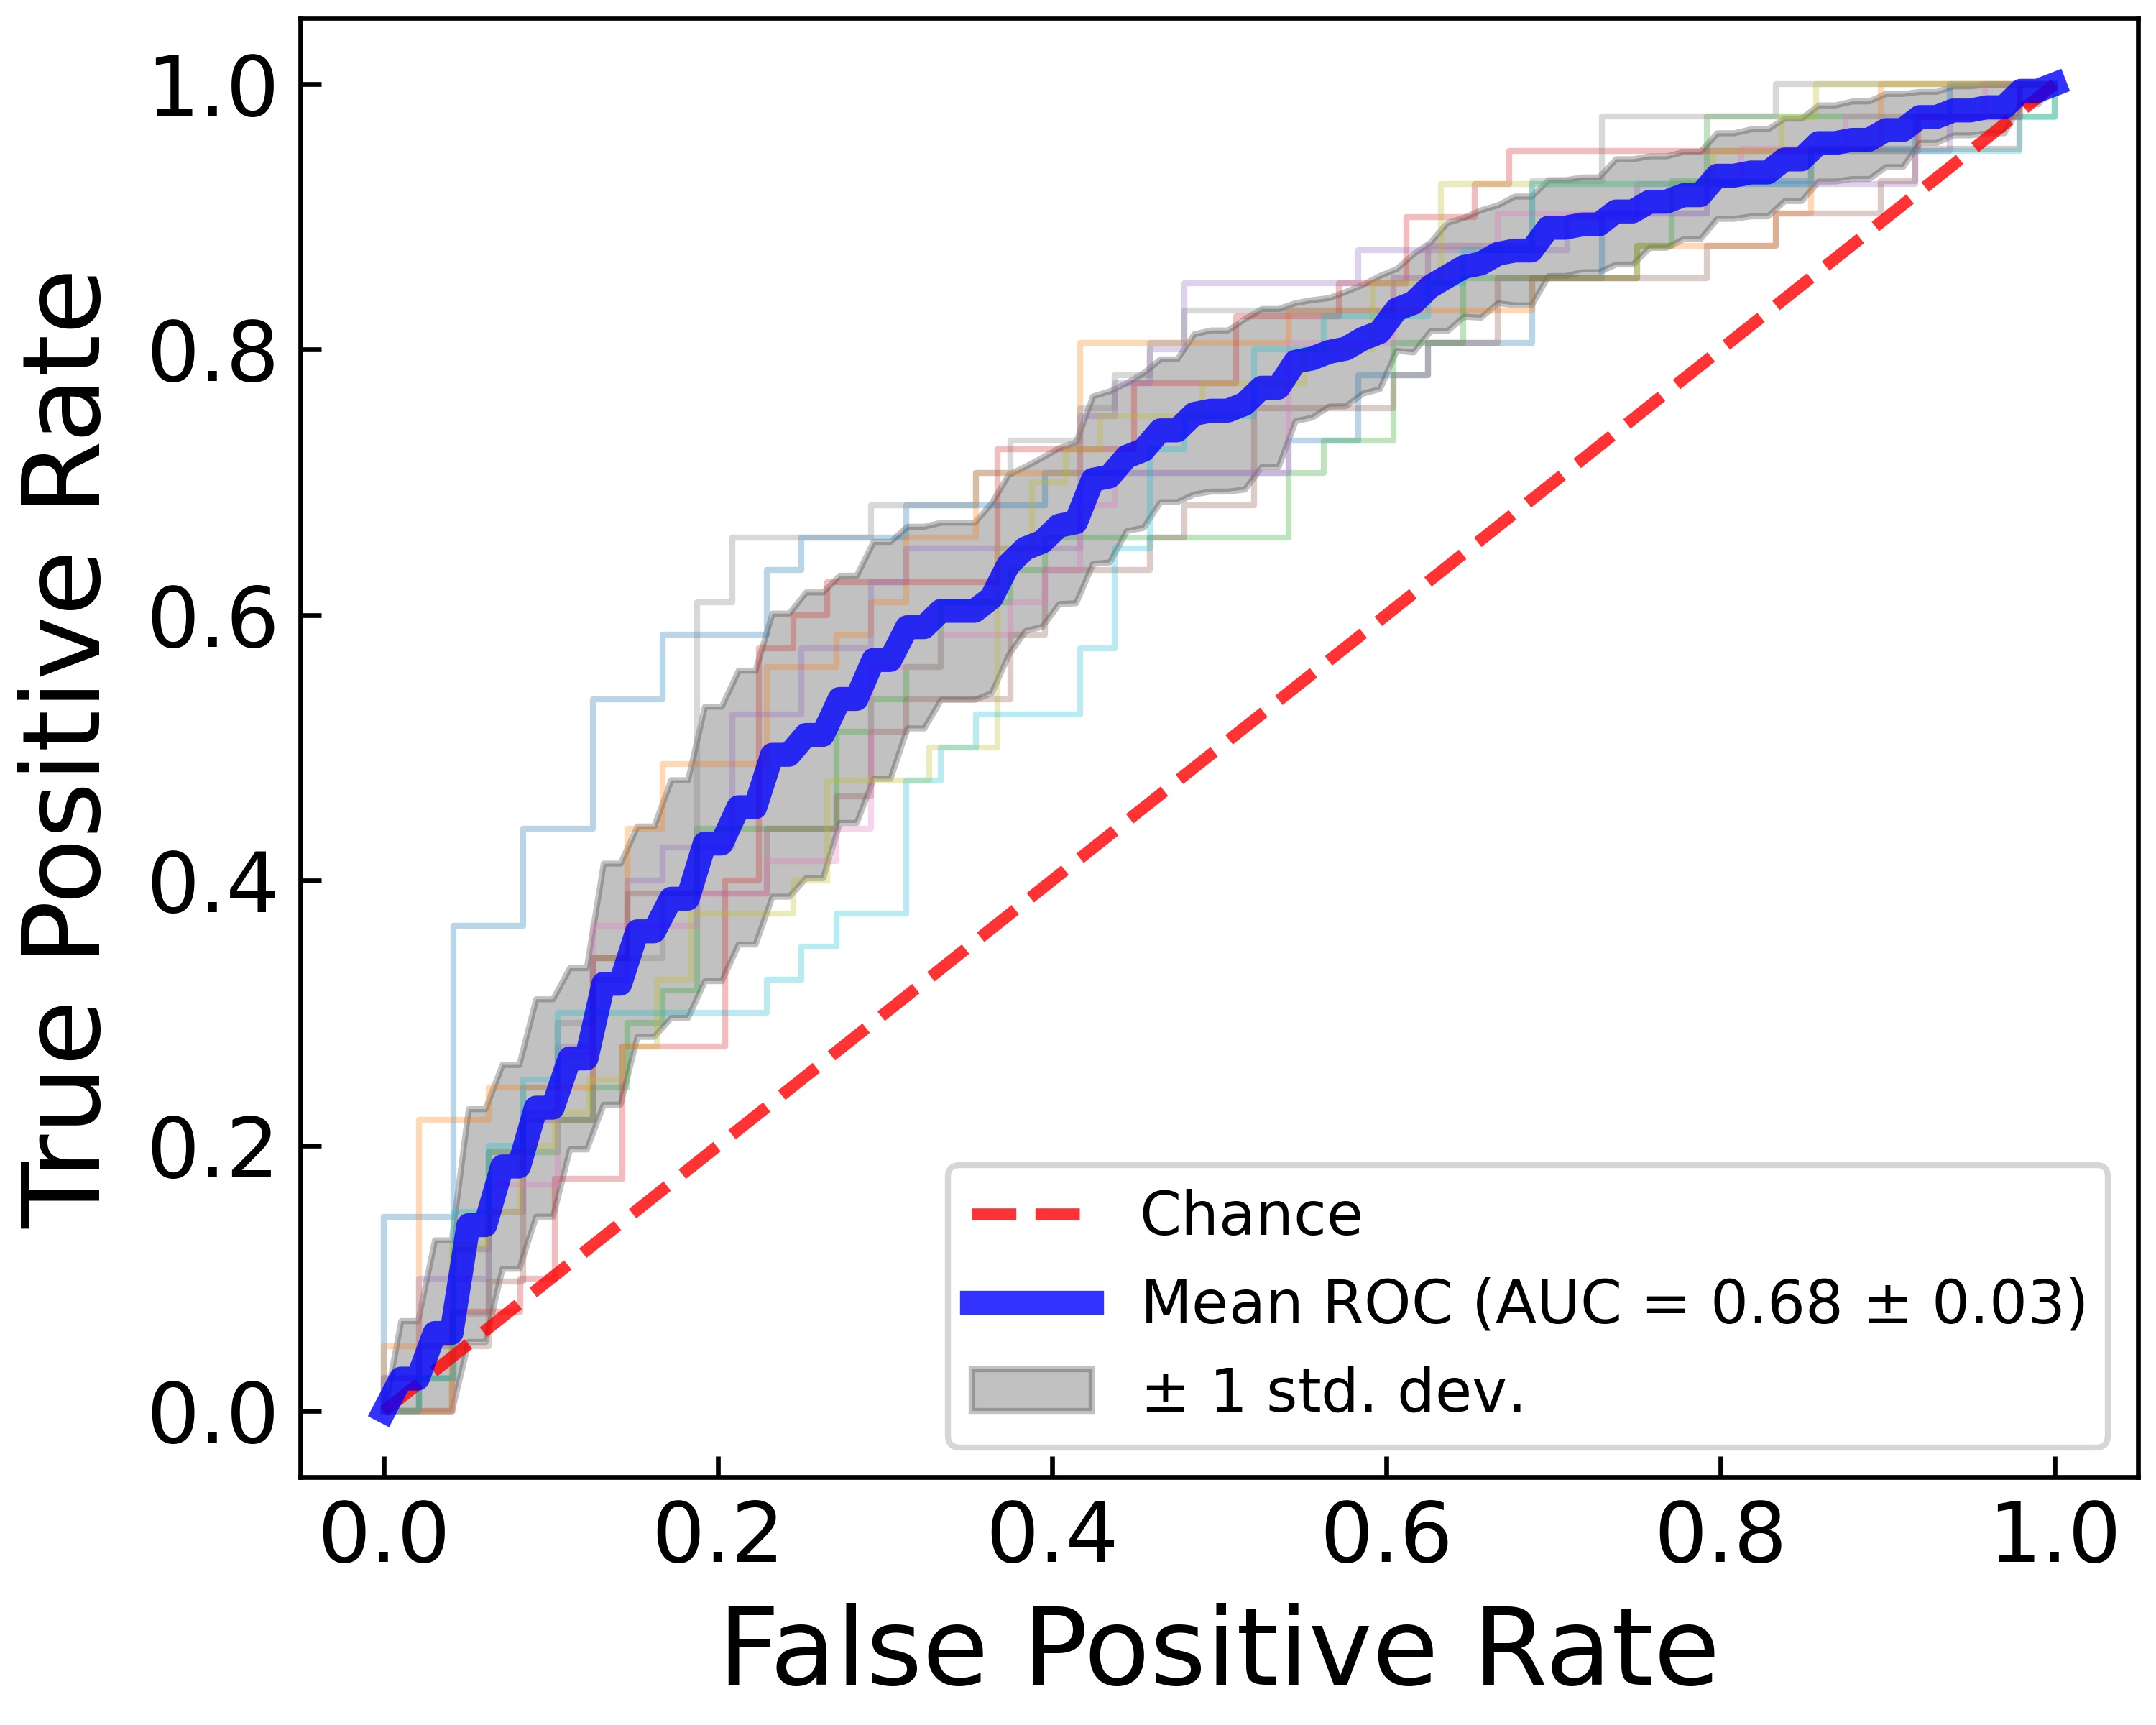 True Positive Rate
1.0
0.8
0.6
0.4
0.2
0.0
Chance
Mean ROC (AUC = 0.68 ± 0.03)
± 1 std. dev.
0.0 0.2 0.4 0.6 0.8 1.0
False Positive Rate